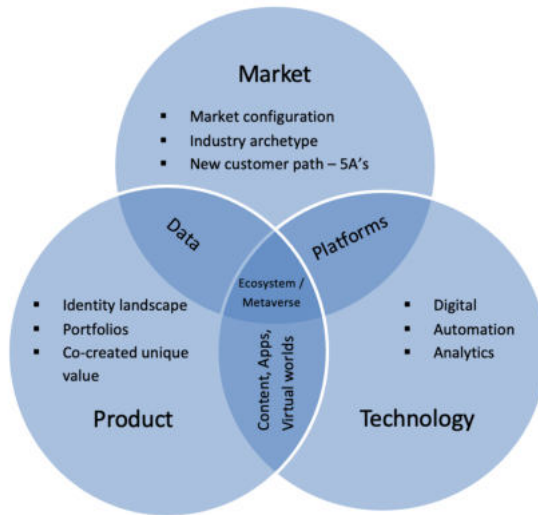 Market
▪ Market configuration
▪ Industry archetype
▪ New customer path – 5A's
Data
Platforms
Ecosystem /
Metaverse
▪ Identity landscape
▪ Portfolios
▪ Co-created unique
value
Product
Content, Apps,
Virtual worlds
▪ Digital
▪ Automation
▪ Analytics
Technology